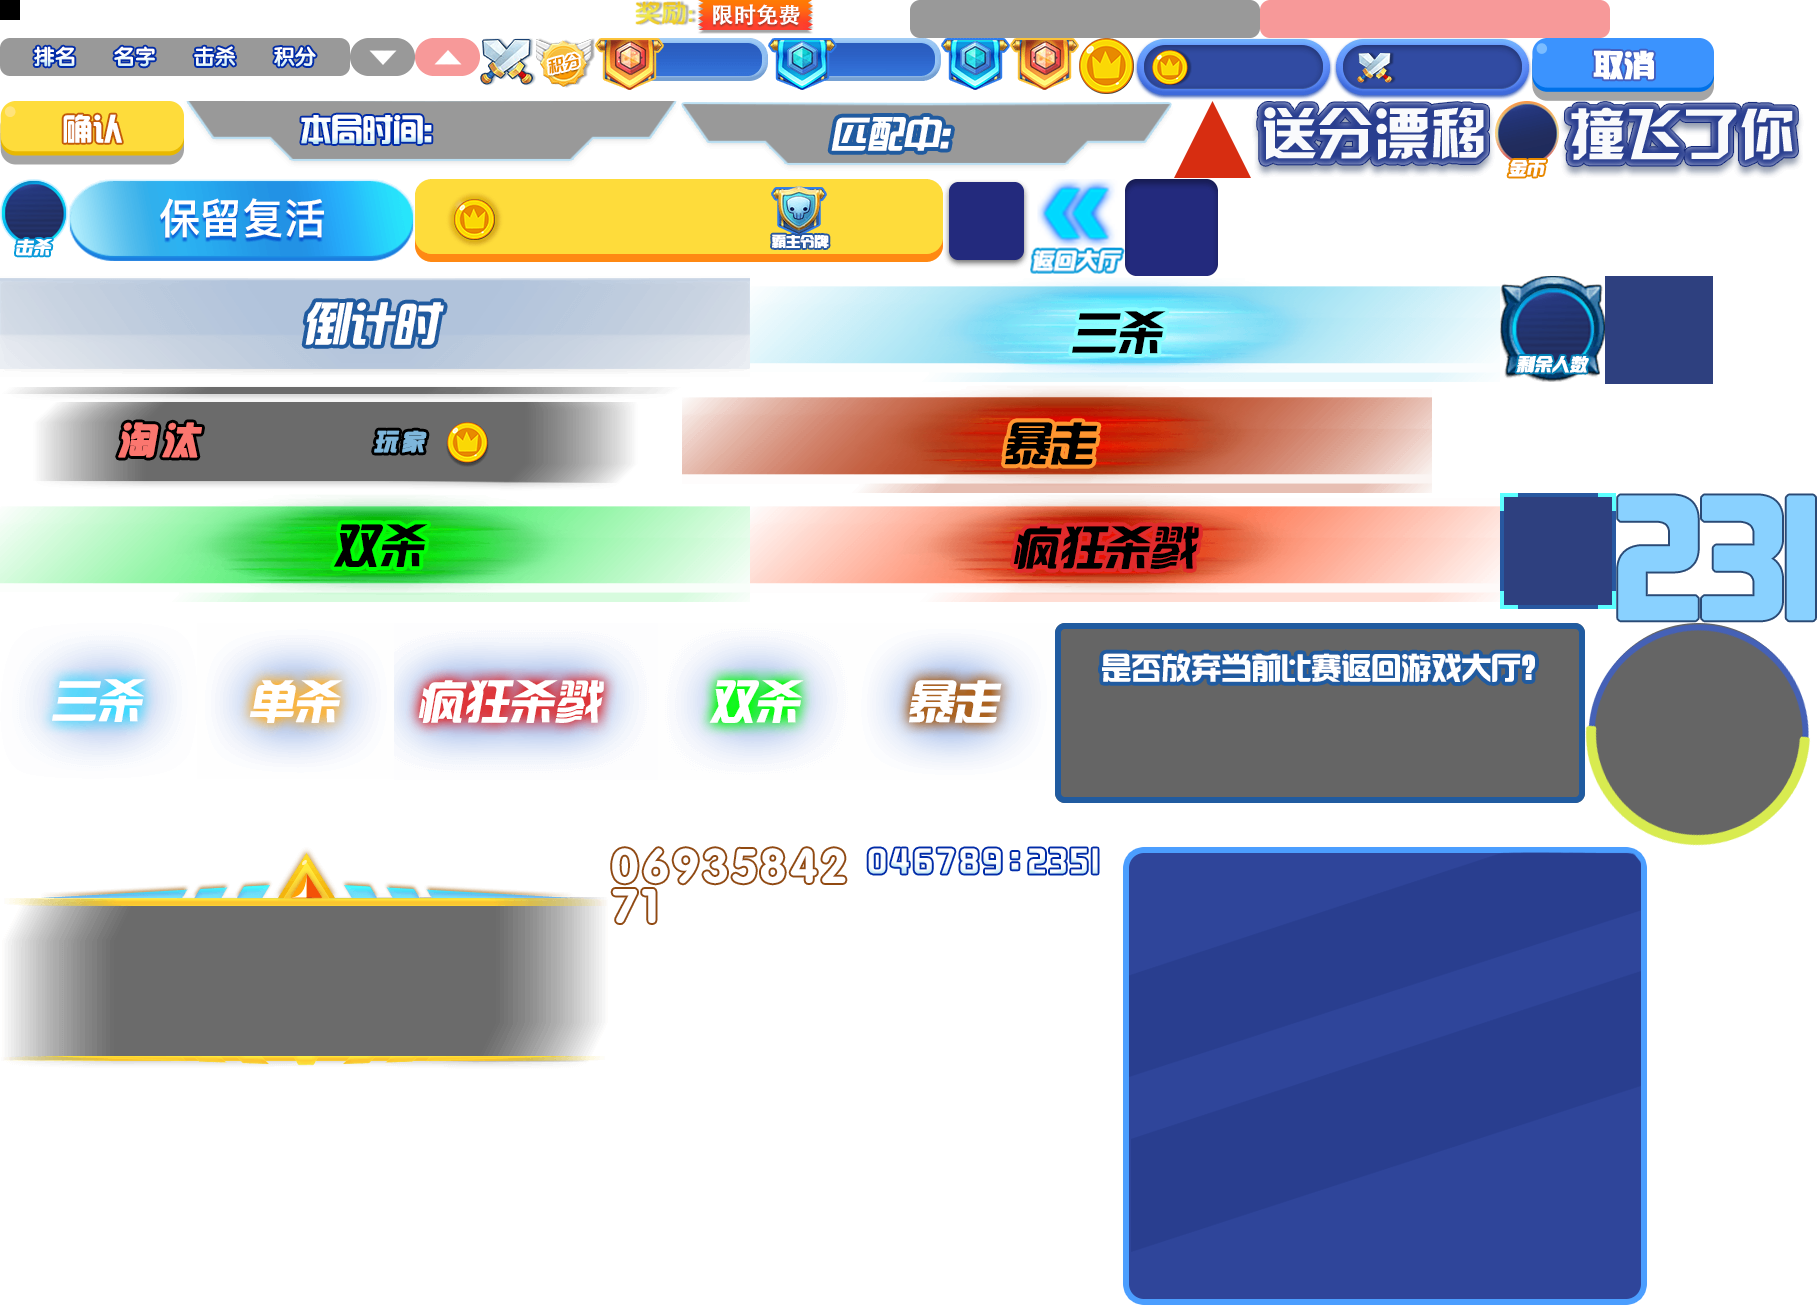 奖励:
限时免费
排名 名字 击杀 积分
积分
取消
确认
本局时间:
匹配中:
送分漂移
金币
撞飞了你
击杀
保留复活
霸主令牌
返回大厅
倒计时
三杀
剩余人数
淘汰
玩家
暴走
双杀
疯狂杀戮
231
三杀
单杀
疯狂杀戮
双杀
暴走
是否放弃当前比赛返回游戏大厅?
06935842
71
046789:2351